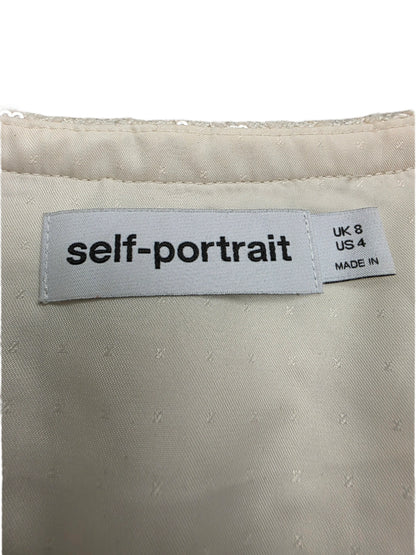 self-portrait
UK 8
US 4
MADE IN